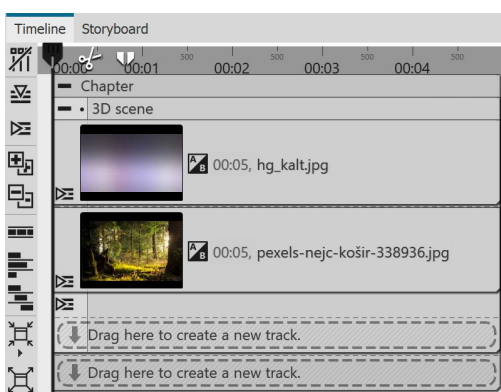 Timeline Storyboard
500 500 500 500
00:00 00:01 00:02 00:03 00:04
Chapter
• 3D scene
A B 00:05, hg_kalt.jpg
A B 00:05, pexels-nejc-košir-338936.jpg
Drag here to create a new track.
Drag here to create a new track.